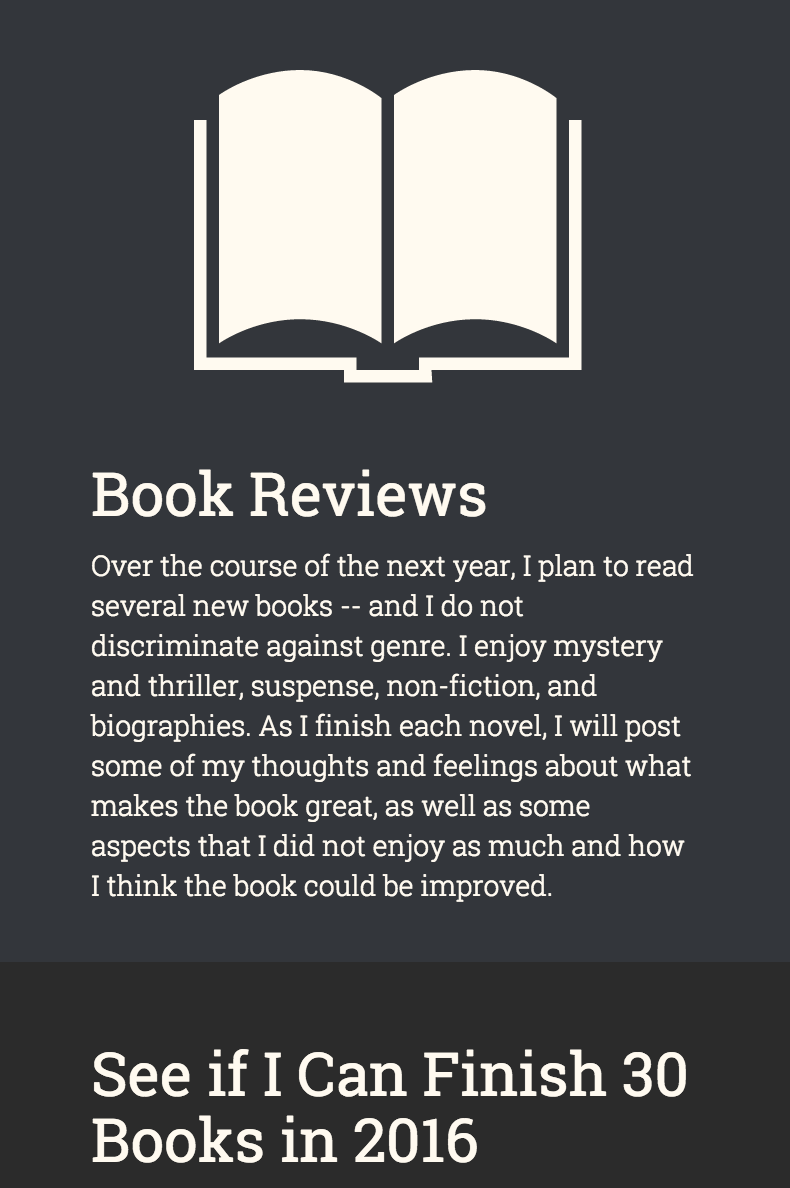 Book Reviews
Over the course of the next year, I plan to read
several new books -- and I do not
discriminate against genre. I enjoy mystery
and thriller, suspense, non-fiction, and
biographies. As I finish each novel, I will post
some of my thoughts and feelings about what
makes the book great, as well as some
aspects that I did not enjoy as much and how
I think the book could be improved.
See if I Can Finish 30
Books in 2016